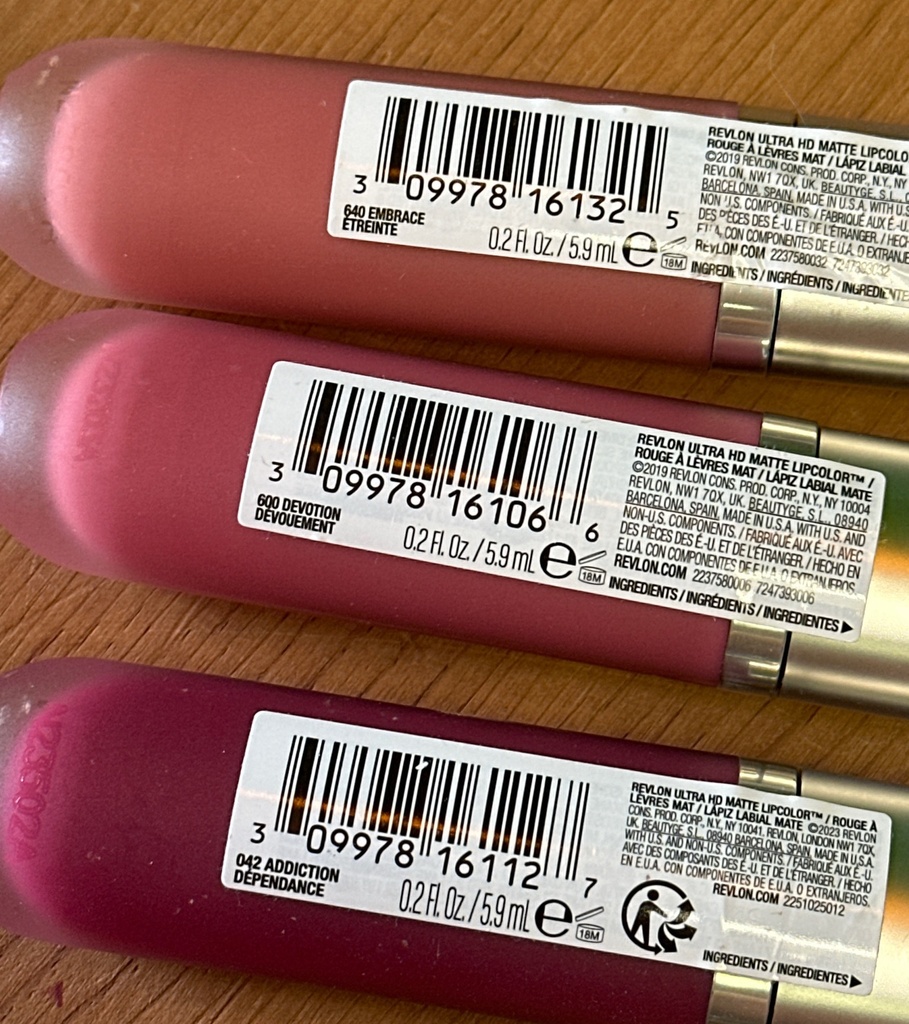 3 09978 16132 5
640 EMBRACE
ÉTREINTE
0.2 Fl. Oz. / 5.9 mL e
18M
REVLON ULTRA HD MATTE LIPCOLOR
ROUGE À LÈVRES MAT / LÁPIZ LABIAL
©2019 REVLON CONS. PROD. CORP., N.Y., NY
REVLON, NW1 7QX, UK. BEAUTYGE, S.L.
BARCELONA, SPAIN. MADE IN U.S.A. WITH U.S.
COMPONENTS. / FABRIQUÉ AUX É.-U.
DES PIÈCES DES É.-U. ET DE L'ÉTRANGER. / HECHO
CON COMPONENTES DE E.U.A. O EXTRANJEROS
REVLON.COM 2237580032
INGREDIENTS / INGRÉDIENTS / INGREDIENTES
3 09978 16106 6
600 DEVOTION
DÉVOUEMENT
0.2 Fl. Oz. / 5.9 mL e
18M
REVLON ULTRA HD MATTE LIPCOLOR™ /
ROUGE À LÈVRES MAT / LÁPIZ LABIAL MATE
©2019 REVLON CONS. PROD. CORP., N.Y., NY 10004
REVLON, NW1 7QX, UK. BEAUTYGE, S.L., 08940
BARCELONA, SPAIN. MADE IN U.S.A. WITH U.S. AND
NON-U.S. COMPONENTS. / FABRIQUÉ AUX É.-U. AVEC
DES PIÈCES DES É.-U. ET DE L'ÉTRANGER. / HECHO EN
E.U.A. CON COMPONENTES DE E.U.A. O EXTRANJEROS.
REVLON.COM 2237580006 7247393006
INGREDIENTS / INGRÉDIENTS / INGREDIENTES ▶
3 09978 16112 7
042 ADDICTION
DÉPENDANCE
0.2 Fl. Oz. / 5.9 mL e
18M
REVLON ULTRA HD MATTE LIPCOLOR™ / ROUGE À
LÈVRES MAT / LÁPIZ LABIAL MATE ©2023 REVLON
CONS. PROD. CORP., N.Y., NY 10041. REVLON, LONDON NW1 7QX,
UK. BEAUTYGE, S.L., 08940 BARCELONA, SPAIN. MADE IN U.S.A.
WITH U.S. AND NON-U.S. COMPONENTS. / FABRIQUÉ AUX É.-U.
AVEC DES COMPOSANTS DES É.-U. ET DE L'ÉTRANGER. / HECHO
EN E.U.A. CON COMPONENTES DE E.U.A. O EXTRANJEROS.
REVLON.COM 2251025012
INGREDIENTS / INGREDIENTES ▶